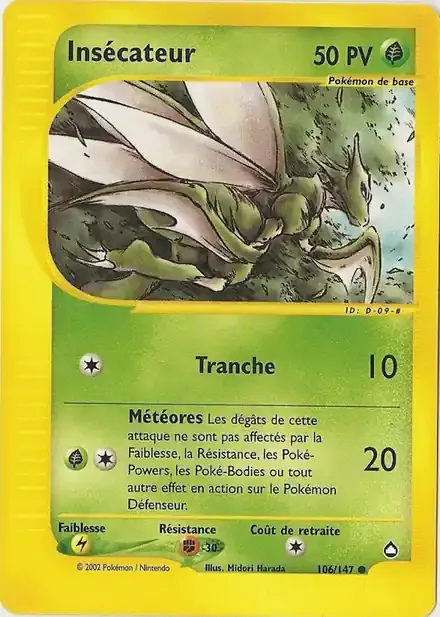 Insécateur 50 PV
Pokémon de base
ID: D-09-#
Tranche 10
Météores Les dégâts de cette
attaque ne sont pas affectés par la
Faiblesse, la Résistance, les Poké-
Powers, les Poké-Bodies ou tout
autre effet en action sur le Pokémon
Défenseur.
20
Faiblesse Résistance Coût de retraite
-30
© 2002 Pokémon / Nintendo Illus. Midori Harada 106/147